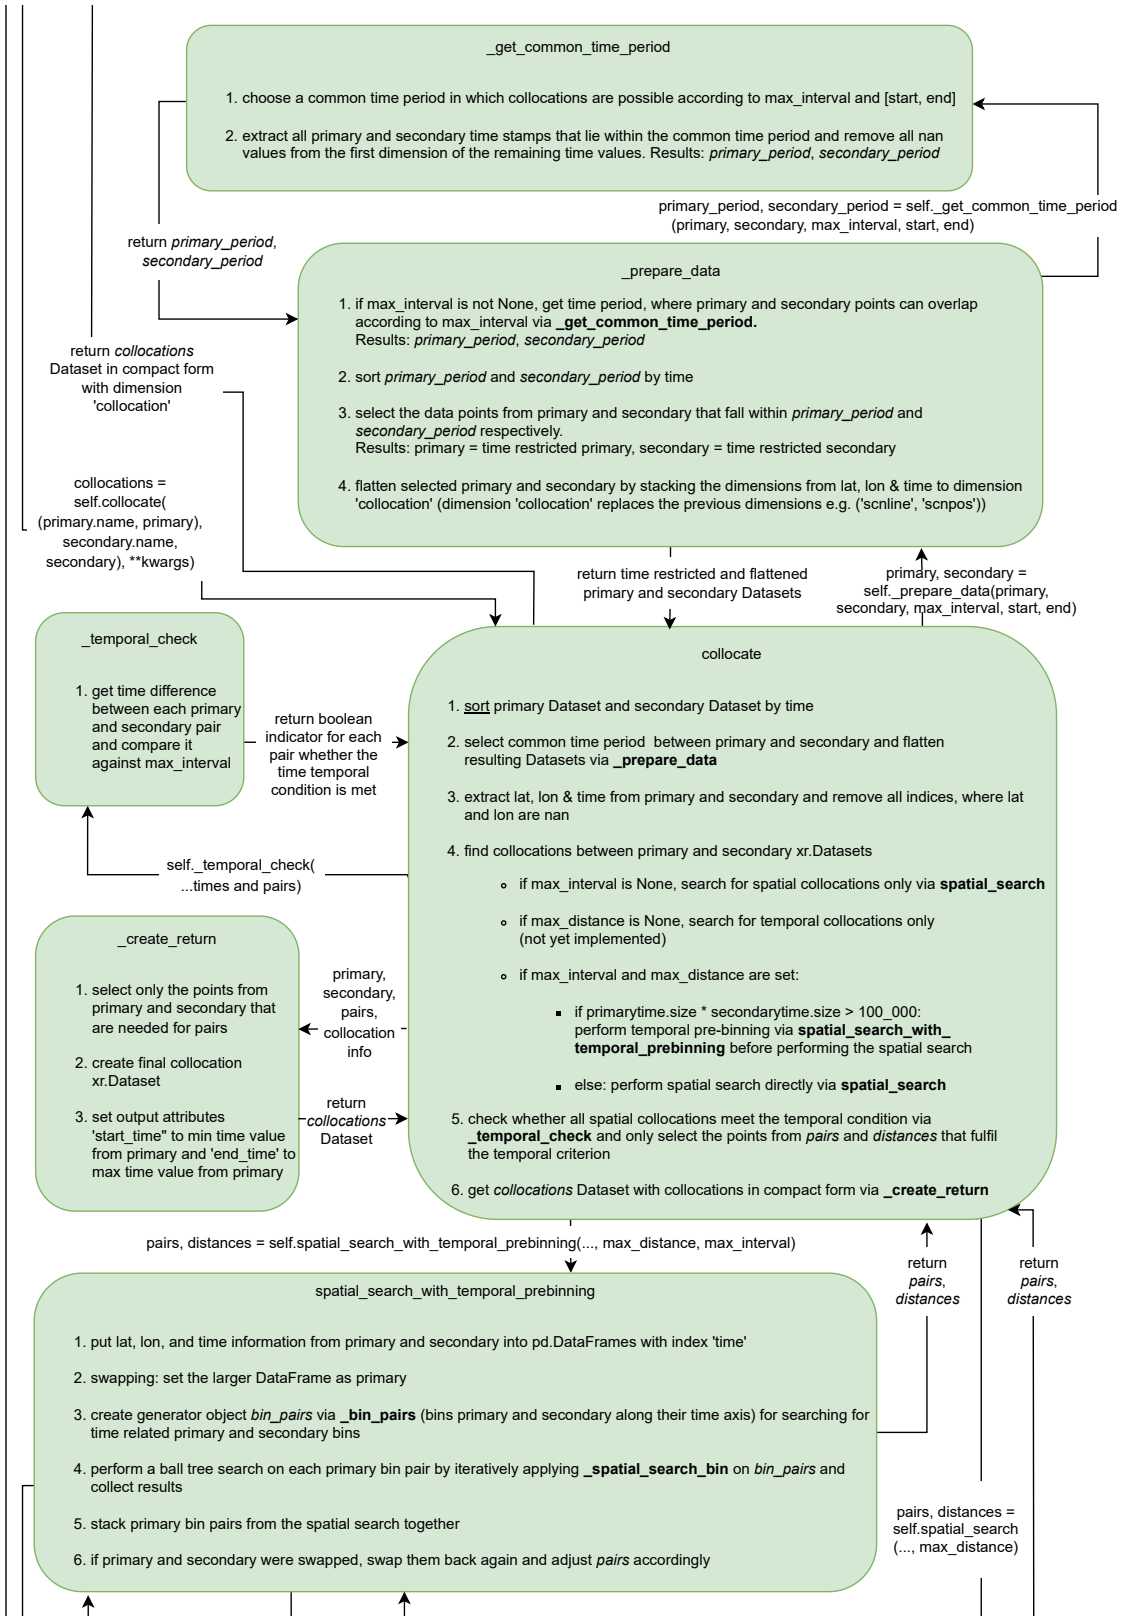 _get_common_time_period
1. choose a common time period in which collocations are possible according to max_interval and [start, end]
2. extract all primary and secondary time stamps that lie within the common time period and remove all nan
values from the first dimension of the remaining time values. Results: primary_period, secondary_period
primary_period, secondary_period = self._get_common_time_period
(primary, secondary, max_interval, start, end)
return primary_period,
secondary_period
_prepare_data
1. if max_interval is not None, get time period, where primary and secondary points can overlap
according to max_interval via _get_common_time_period.
Results: primary_period, secondary_period
2. sort primary_period and secondary_period by time
3. select the data points from primary and secondary that fall within primary_period and
secondary_period respectively.
Results: primary = time restricted primary, secondary = time restricted secondary
4. flatten selected primary and secondary by stacking the dimensions from lat, lon & time to dimension
'collocation' (dimension 'collocation' replaces the previous dimensions e.g. ('scnline', 'scnpos'))
return collocations
Dataset in compact form
with dimension
'collocation'
collocations =
self.collocate(
(primary.name, primary),
secondary.name,
secondary), **kwargs)
return time restricted and flattened
primary and secondary Datasets
primary, secondary =
self._prepare_data(primary,
secondary, max_interval, start, end)
_temporal_check
1. get time difference
between each primary
and secondary pair
and compare it
against max_interval
return boolean
indicator for each
pair whether the
time temporal
condition is met
self._temporal_check(
...times and pairs)
collocate
1. sort primary Dataset and secondary Dataset by time
2. select common time period between primary and secondary and flatten
resulting Datasets via _prepare_data
3. extract lat, lon & time from primary and secondary and remove all indices, where lat
and lon are nan
4. find collocations between primary and secondary xr.Datasets
if max_interval is None, search for spatial collocations only via spatial_search
if max_distance is None, search for temporal collocations only
(not yet implemented)
if max_interval and max_distance are set:
if primarytime.size * secondarytime.size > 100_000:
perform temporal pre-binning via spatial_search_with_
temporal_prebinning before performing the spatial search
else: perform spatial search directly via spatial_search
5. check whether all spatial collocations meet the temporal condition via
_temporal_check and only select the points from pairs and distances that fulfil
the temporal criterion
6. get collocations Dataset with collocations in compact form via _create_return
_create_return
1. select only the points from
primary and secondary that
are needed for pairs
2. create final collocation
xr.Dataset
3. set output attributes
'start_time" to min time value
from primary and 'end_time' to
max time value from primary
primary,
secondary,
pairs,
collocation
info
return
collocations
Dataset
pairs, distances = self.spatial_search_with_temporal_prebinning(..., max_distance, max_interval)
return
pairs,
distances
return
pairs,
distances
spatial_search_with_temporal_prebinning
1. put lat, lon, and time information from primary and secondary into pd.DataFrames with index 'time'
2. swapping: set the larger DataFrame as primary
3. create generator object bin_pairs via _bin_pairs (bins primary and secondary along their time axis) for searching for
time related primary and secondary bins
4. perform a ball tree search on each primary bin pair by iteratively applying _spatial_search_bin on bin_pairs and
collect results
5. stack primary bin pairs from the spatial search together
6. if primary and secondary were swapped, swap them back again and adjust pairs accordingly
pairs, distances =
self.spatial_search
(..., max_distance)